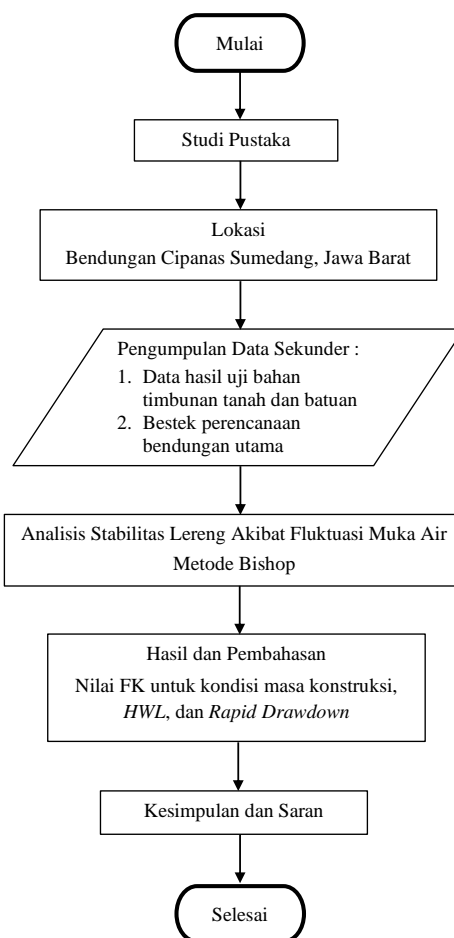 Mulai
Studi Pustaka
Lokasi
Bendungan Cipanas Sumedang, Jawa Barat
Pengumpulan Data Sekunder :
1. Data hasil uji bahan
timbunan tanah dan batuan
2. Bestek perencanaan
bendungan utama
Analisis Stabilitas Lereng Akibat Fluktuasi Muka Air
Metode Bishop
Hasil dan Pembahasan
Nilai FK untuk kondisi masa konstruksi,
HWL, dan Rapid Drawdown
Kesimpulan dan Saran
Selesai